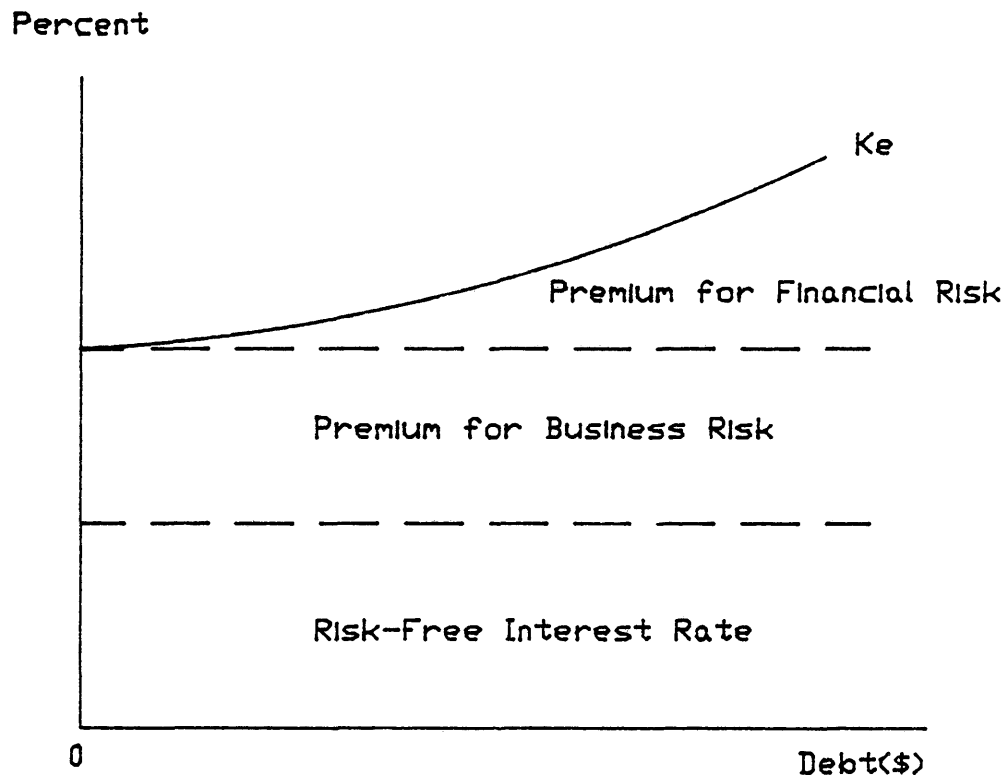 Percent
Ke
Premium for Financial Risk
Premium for Business Risk
Risk-Free Interest Rate
0
Debt($)